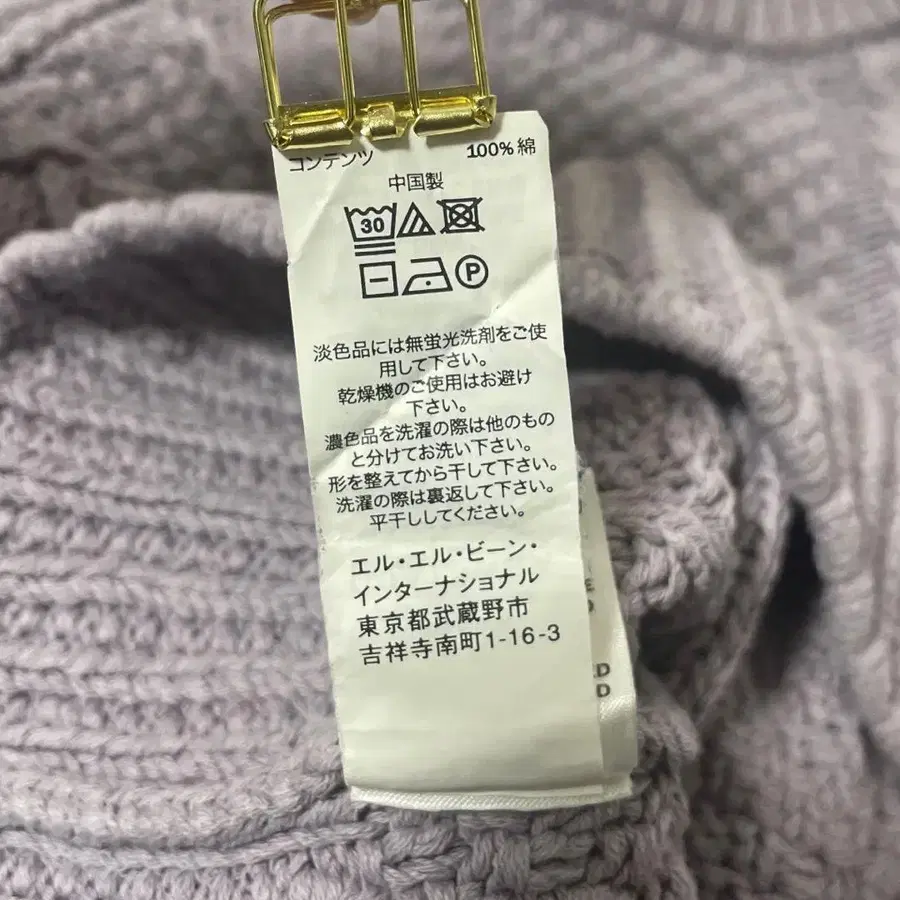 コンテンツ 100% 綿
中国製
30
P
淡色品には無蛍光洗剤をご使
用して下さい。
乾燥機のご使用はお避け
下さい。
濃色品を洗濯の際は他のもの
と分けてお洗い下さい。
形を整えてから干して下さい。
洗濯の際は裏返して下さい。
平干ししてください。
エル・エル・ビーン・
インターナショナル
東京都武蔵野市
吉祥寺南町1-16-3